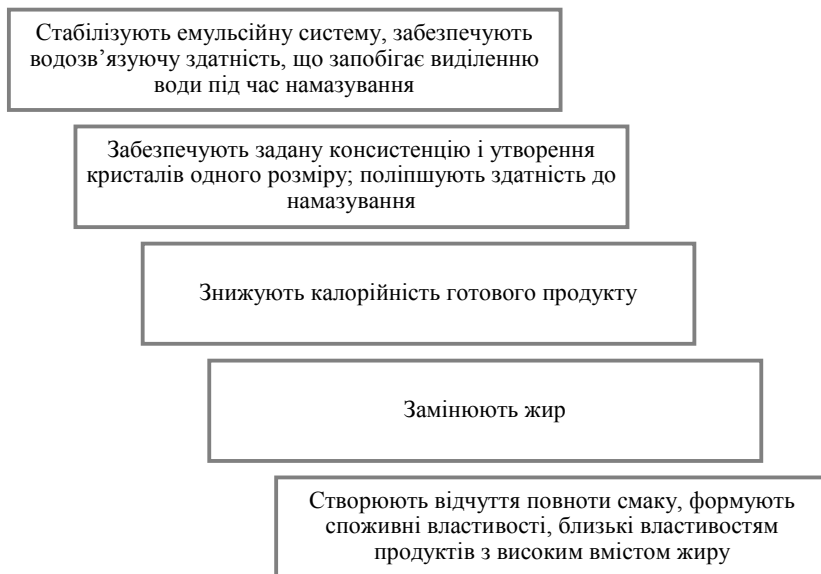 Стабілізують емульсійну систему, забезпечують
водозв’язуючу здатність, що запобігає виділенню
води під час намазування
Забезпечують задану консистенцію і утворення
кристалів одного розміру; поліпшують здатність до
намазування
Знижують калорійність готового продукту
Замінюють жир
Створюють відчуття повноти смаку, формують
споживні властивості, близькі властивостям
продуктів з високим вмістом жиру